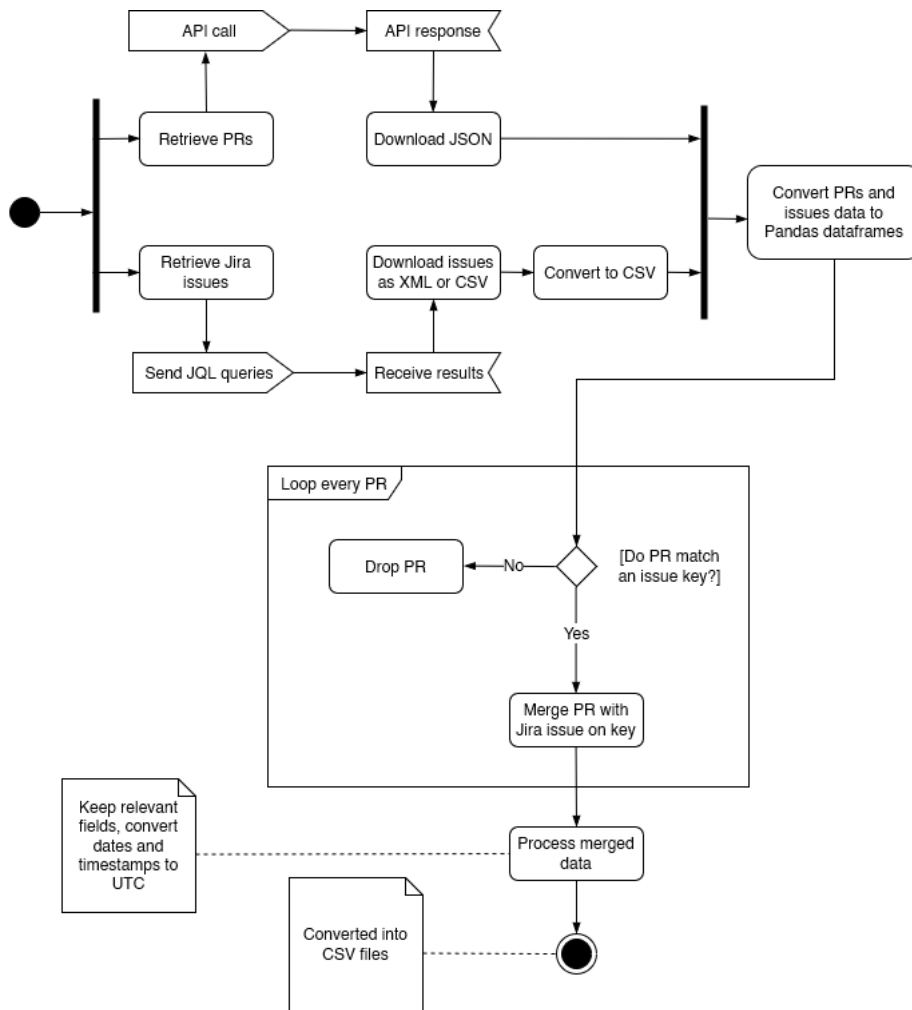 API call
API response
Retrieve PRs
Download JSON
Convert PRs and
issues data to
Pandas dataframes
Retrieve Jira
issues
Download issues
as XML or CSV
Convert to CSV
Send JQL queries
Receive results
Loop every PR
Drop PR
No
[Do PR match
an issue key?]
Yes
Merge PR with
Jira issue on key
Keep relevant
fields, convert
dates and
timestamps to
UTC
Process merged
data
Converted into
CSV files